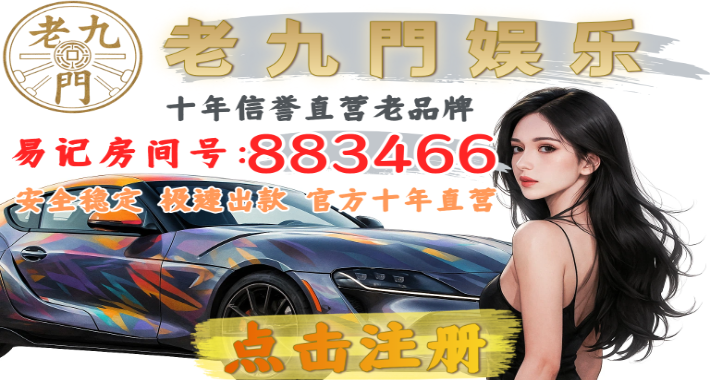 老九門
老九門娱乐
十年信誉直营老品牌
易记房间号:883466
安全稳定 极速出款 官方十年直营
点击注册